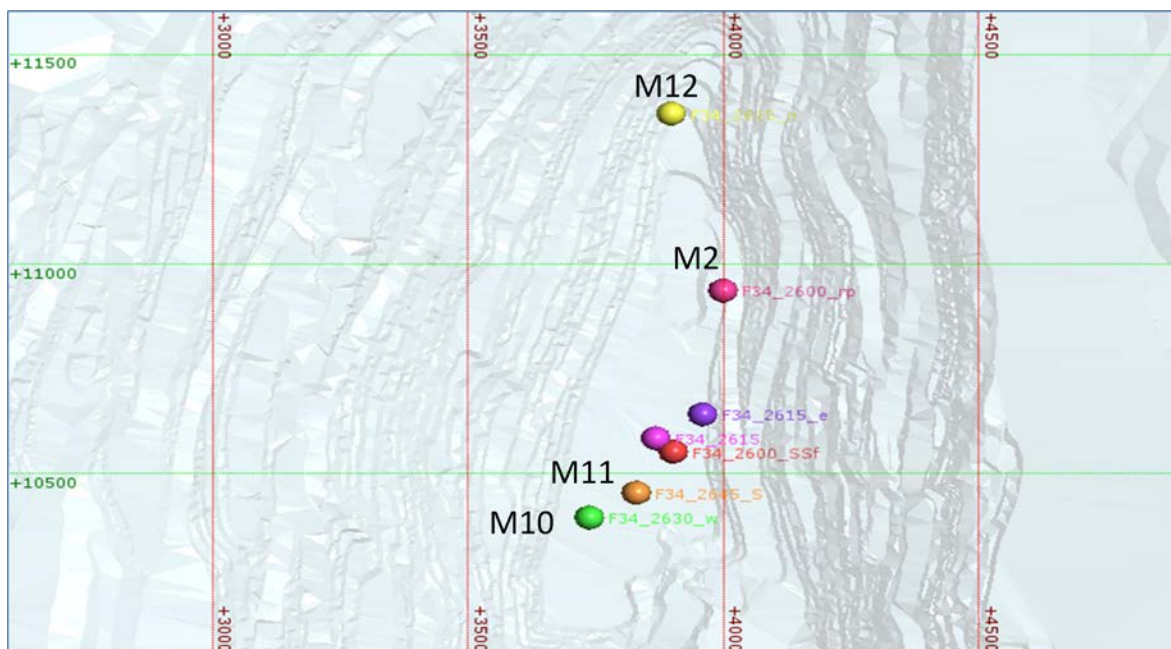 +3000
+3500
+4000
+4500
+11500
M12
M2
+11000
F34_2600_rp
F34_2615_e
F34_2615
F34_2600_SSf
M11
+10500
M10
F34_2630_w
+3000
+3500
+4000
+4500